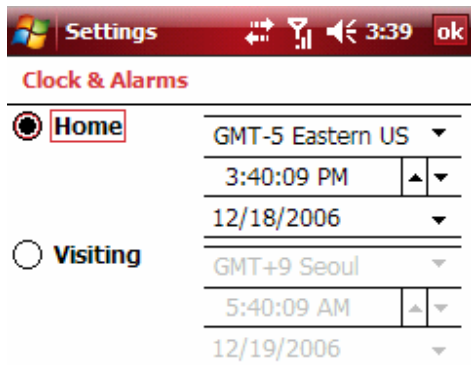 Settings 3:39 ok
Clock & Alarms
Home GMT-5 Eastern US
3:40:09 PM
12/18/2006
Visiting GMT+9 Seoul
5:40:09 AM
12/19/2006